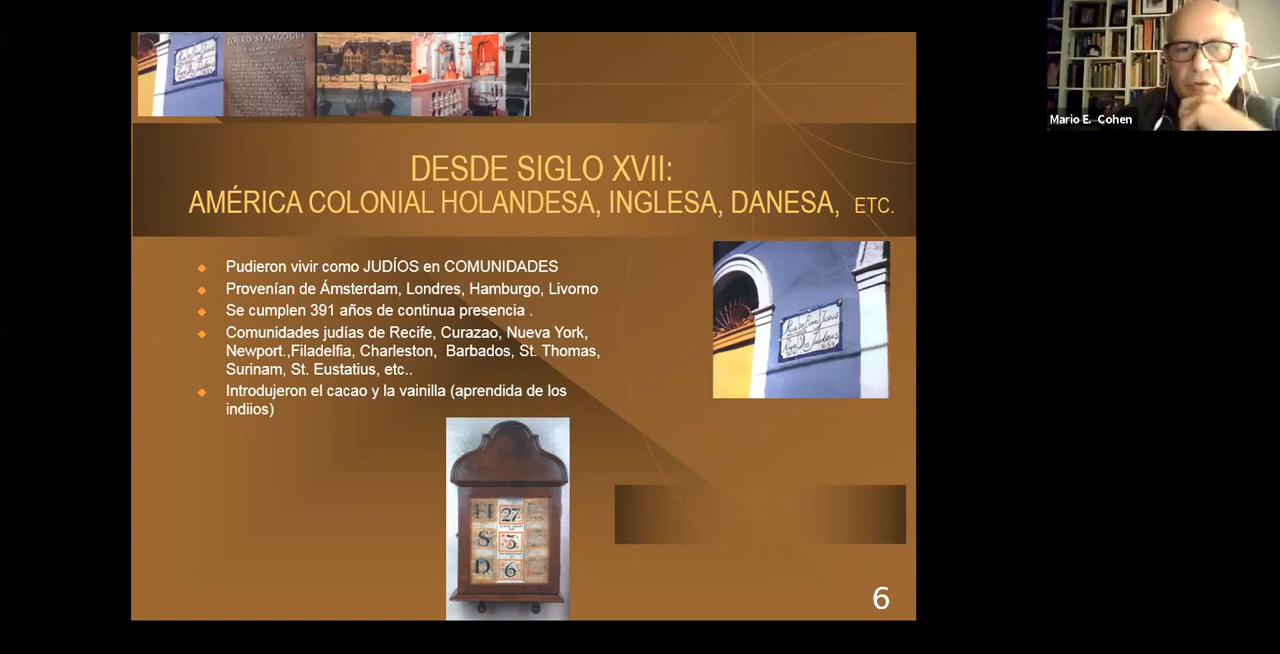 TOURO SYNAGOGUE
Mario E. Cohen
DESDE SIGLO XVII:
AMÉRICA COLONIAL HOLANDESA, INGLESA, DANESA, ETC.
Pudieron vivir como JUDÍOS en COMUNIDADES
Provenían de Ámsterdam, Londres, Hamburgo, Livorno
Se cumplen 391 años de continua presencia .
Comunidades judías de Recife, Curazao, Nueva York,
Newport.,Filadelfia, Charleston, Barbados, St. Thomas,
Surinam, St. Eustatius, etc..
Introdujeron el cacao y la vainilla (aprendida de los
indiios)
Rua do Bom Jesus
Rua dos Judeus
H 27
S 5
D 6
6